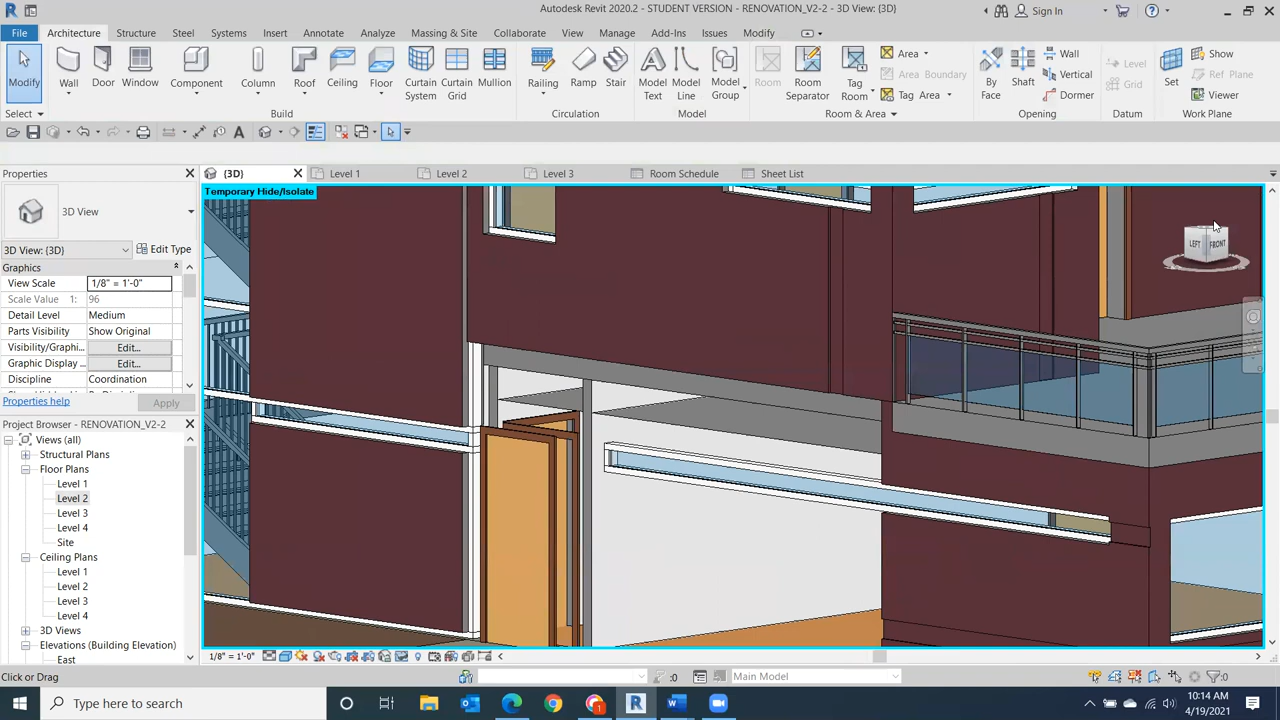 Autodesk Revit 2020.2 - STUDENT VERSION - RENOVATION_V2-2 - 3D View: {3D}
Sign In
File Architecture Structure Steel Systems Insert Annotate Analyze Massing & Site Collaborate View Manage Add-Ins Issues Modify
Modify Wall Door Window Component Column Roof Ceiling Floor Curtain System Curtain Grid Mullion Railing Ramp Stair Model Text Model Line Model Group Room Room Separator Tag Room Area Area Boundary Tag Area By Face Shaft Wall Vertical Dormer Level Grid Set Show Ref Plane Viewer
Select Build Circulation Model Room & Area Opening Datum Work Plane
Properties
{3D} Level 1 Level 2 Level 3 Room Schedule Sheet List
Temporary Hide/Isolate
3D View
3D View: {3D} Edit Type
Graphics
View Scale 1/8" = 1'-0"
Scale Value 1: 96
Detail Level Medium
Parts Visibility Show Original
Visibility/Graphi... Edit...
Graphic Display ... Edit...
Discipline Coordination
Properties help Apply
LEFT FRONT
Project Browser - RENOVATION_V2-2
Views (all)
Structural Plans
Floor Plans
Level 1
Level 2
Level 3
Level 4
Site
Ceiling Plans
Level 1
Level 2
Level 3
Level 4
3D Views
Elevations (Building Elevation)
East
1/8" = 1'-0"
Click or Drag
:0 Main Model :0
Type here to search
10:14 AM
4/19/2021